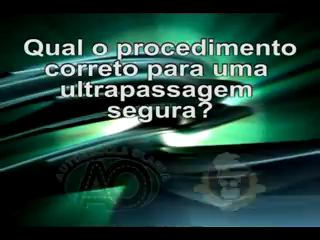 Qual o procedimento
correto para uma
ultrapassagem
segura?